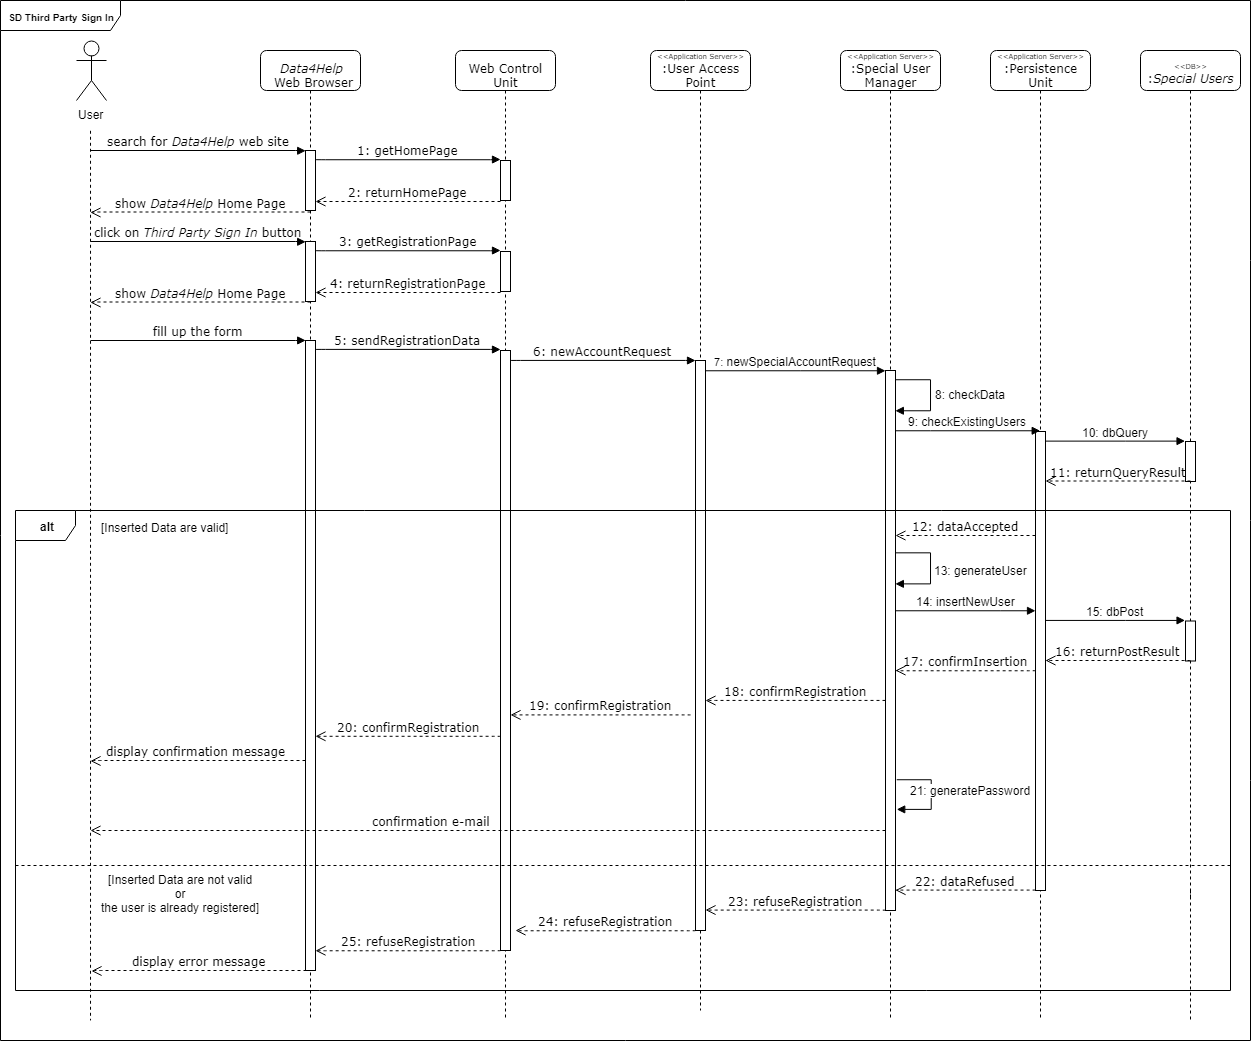 SD Third Party Sign In
User
Data4Help
Web Browser
Web Control
Unit
<<Application Server>>
:User Access
Point
<<Application Server>>
:Special User
Manager
<<Application Server>>
:Persistence
Unit
<<DB>>
:Special Users
search for Data4Help web site
1: getHomePage
2: returnHomePage
show Data4Help Home Page
click on Third Party Sign In button
3: getRegistrationPage
4: returnRegistrationPage
show Data4Help Home Page
fill up the form
5: sendRegistrationData
6: newAccountRequest
7: newSpecialAccountRequest
8: checkData
9: checkExistingUsers
10: dbQuery
11: returnQueryResult
alt
[Inserted Data are valid]
12: dataAccepted
13: generateUser
14: insertNewUser
15: dbPost
16: returnPostResult
17: confirmInsertion
18: confirmRegistration
19: confirmRegistration
20: confirmRegistration
display confirmation message
21: generatePassword
confirmation e-mail
[Inserted Data are not valid
or
the user is already registered]
22: dataRefused
23: refuseRegistration
24: refuseRegistration
25: refuseRegistration
display error message